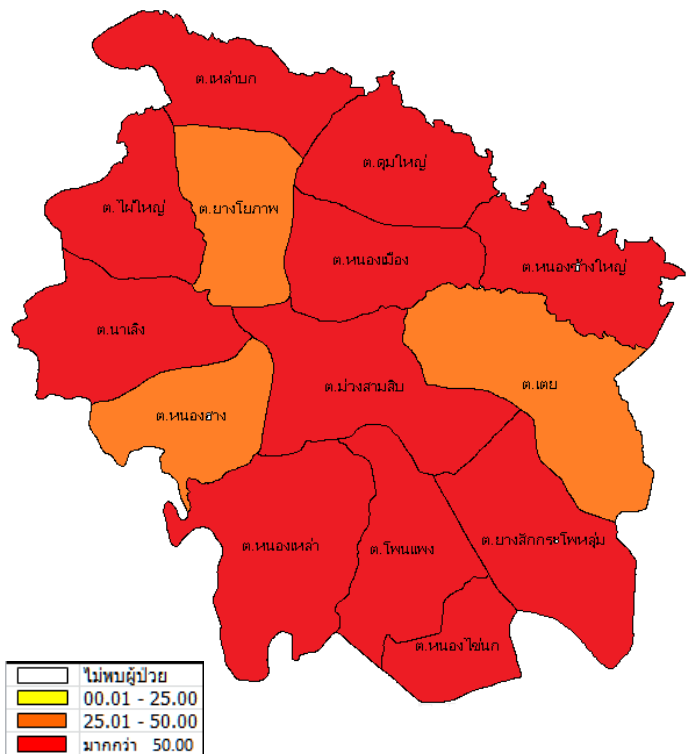 ต.เหล่าบก
ต.ดุมใหญ่
ต.ไผ่ใหญ่
ต.ยางโยภาพ
ต.หนองเมือง
ต.หนองช้างใหญ่
ต.นาเลิง
ต.ม่วงสามสิบ
ต.เตย
ต.หนองฮาง
ต.ยางสักกระโพหลุ่ม
ต.หนองเหล่า
ต.โพนแพง
ต.หนองไข่นก
ไม่พบผู้ป่วย
00.01 - 25.00
25.01 - 50.00
มากกว่า 50.00